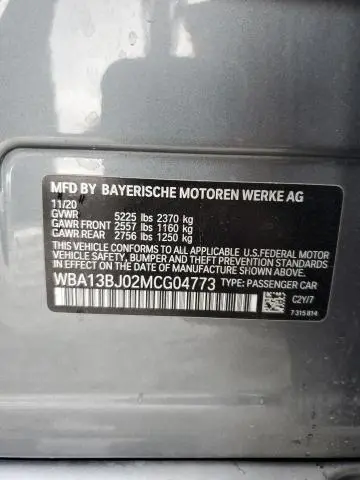 MFD BY BAYERISCHE MOTOREN WERKE AG
11/20
GVWR 5225 lbs 2370 kg
GAWR FRONT 2557 lbs 1160 kg
GAWR REAR 2756 lbs 1250 kg
THIS VEHICLE CONFORMS TO ALL APPLICABLE U.S.FEDERAL MOTOR
VEHICLE SAFETY, BUMPER, AND THEFT PREVENTION STANDARDS IN
EFFECT ON THE DATE OF MANUFACTURE SHOWN ABOVE.
WBA13BJ02MCG04773 TYPE: PASSENGER CAR
C2Y/7
7 315 814